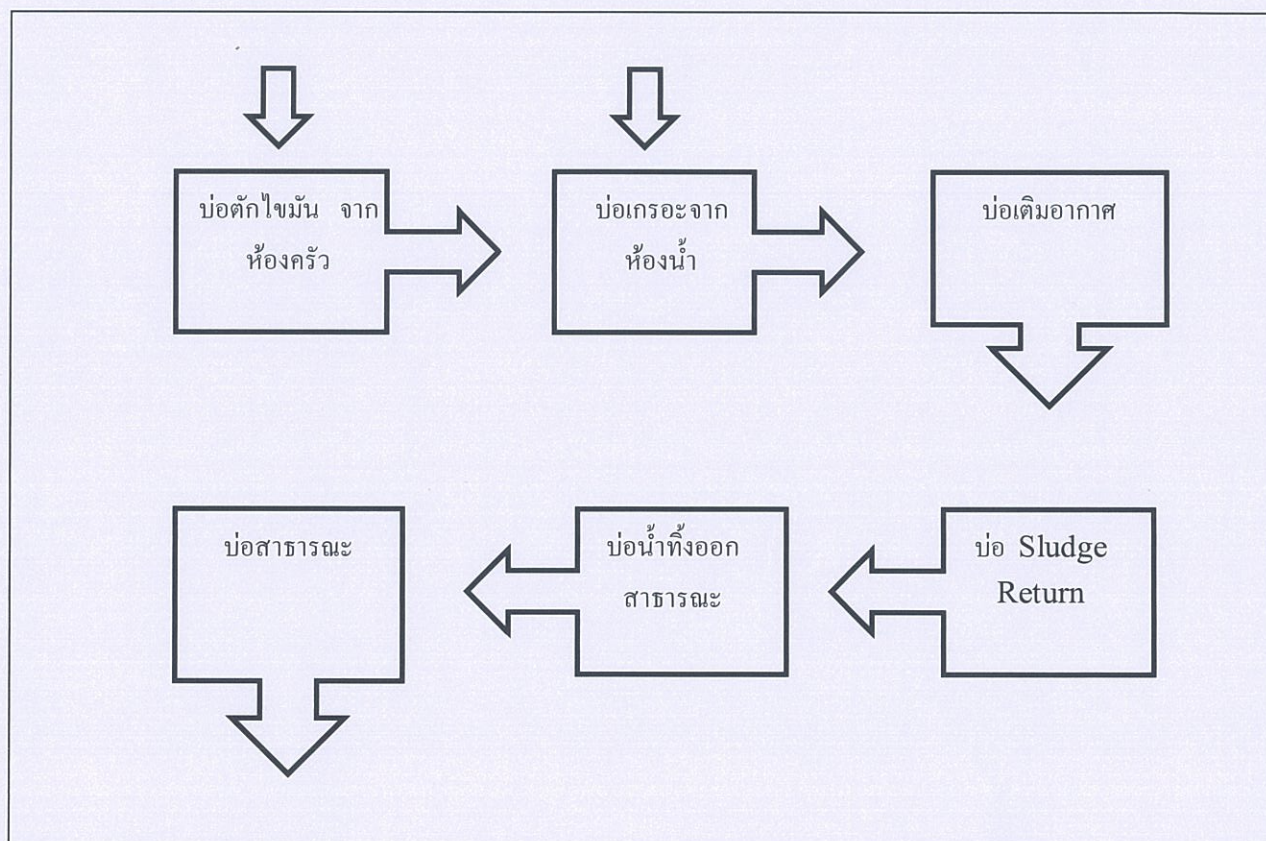 บ่อดักไขมัน จาก
ห้องครัว
บ่อเกรอะจาก
ห้องน้ำ
บ่อเติมอากาศ
บ่อสาธารณะ
บ่อน้ำทิ้งออก
สาธารณะ
บ่อ Sludge
Return